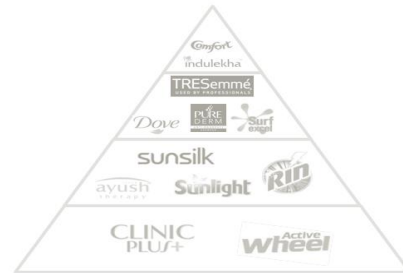 Comfort
indulekha
TRESemmé
USED BY PROFESSIONALS
Dove
PURE
DERM
Surf
excel
sunsilk
ayush
therapy
Sunlight
Rin
CLINIC
PLUS+
Active
Wheel